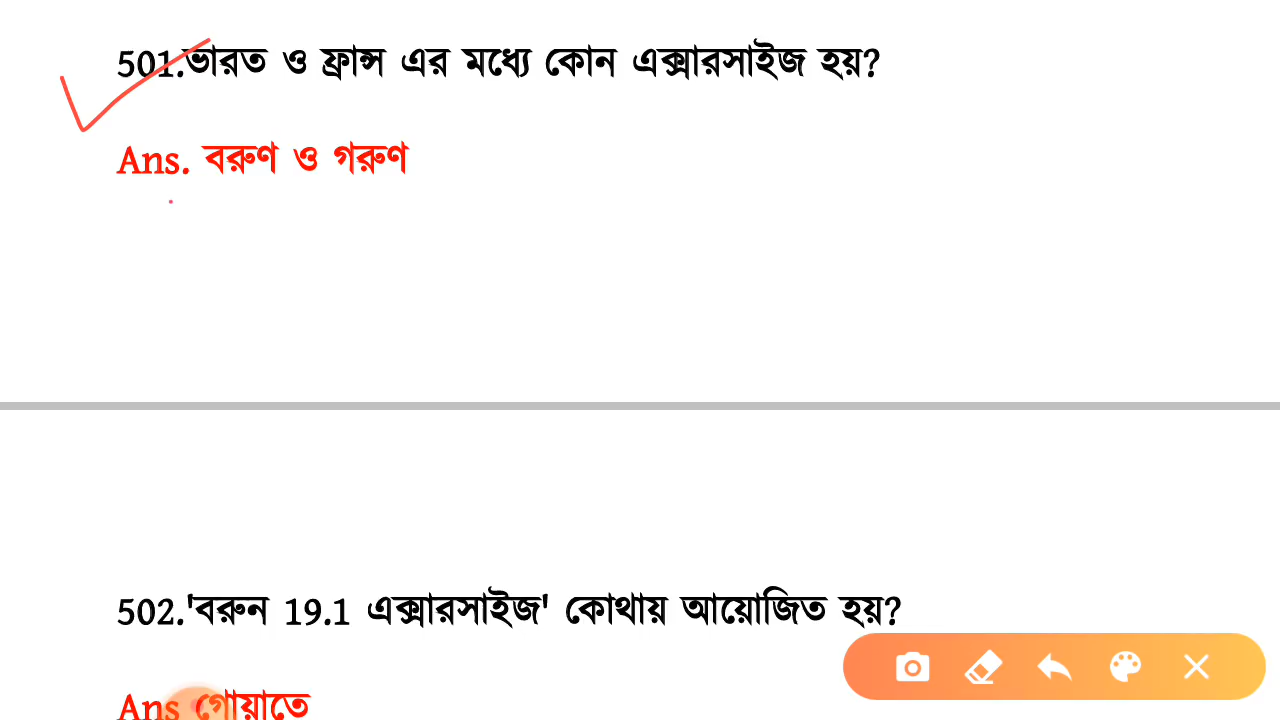 501.ভারত ও ফ্রান্স এর মধ্যে কোন এক্সারসাইজ হয়?
Ans. বরুণ ও গরুণ
502.'বরুন 19.1 এক্সারসাইজ' কোথায় আয়োজিত হয়?
Ans গোয়াতে